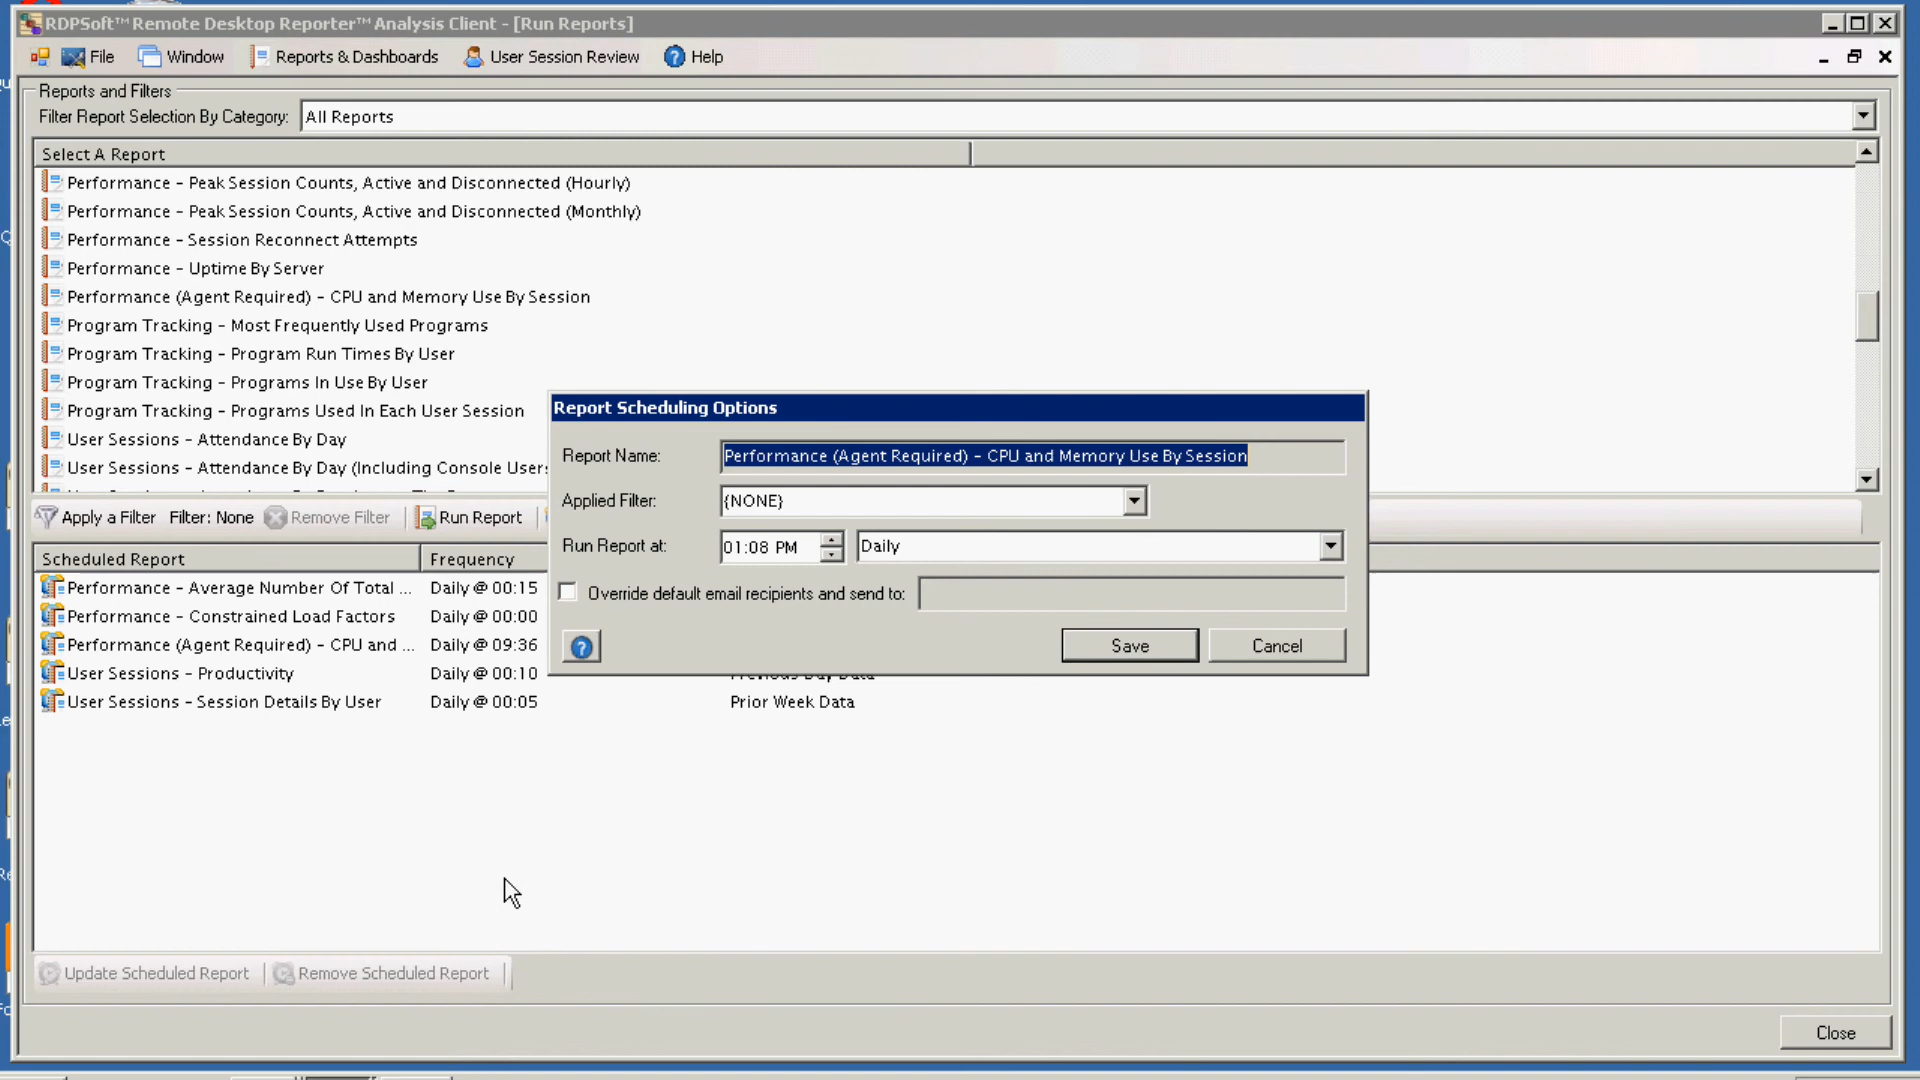 RDPSoft™ Remote Desktop Reporter™ Analysis Client - [Run Reports]
File Window Reports & Dashboards User Session Review Help
Reports and Filters
Filter Report Selection By Category: All Reports
Select A Report
Performance - Peak Session Counts, Active and Disconnected (Hourly)
Performance - Peak Session Counts, Active and Disconnected (Monthly)
Performance - Session Reconnect Attempts
Performance - Uptime By Server
Performance (Agent Required) - CPU and Memory Use By Session
Program Tracking - Most Frequently Used Programs
Program Tracking - Program Run Times By User
Program Tracking - Programs In Use By User
Program Tracking - Programs Used In Each User Session
User Sessions - Attendance By Day
User Sessions - Attendance By Day (Including Console Users
Apply a Filter Filter: None Remove Filter Run Report
Scheduled Report Frequency
Performance - Average Number Of Total ... Daily @ 00:15
Performance - Constrained Load Factors Daily @ 00:00
Performance (Agent Required) - CPU and ... Daily @ 09:36
User Sessions - Productivity Daily @ 00:10 Previous Day Data
User Sessions - Session Details By User Daily @ 00:05 Prior Week Data
Update Scheduled Report Remove Scheduled Report
Close
Report Scheduling Options
Report Name: Performance (Agent Required) - CPU and Memory Use By Session
Applied Filter: {NONE}
Run Report at: 01:08 PM Daily
Override default email recipients and send to:
Save Cancel